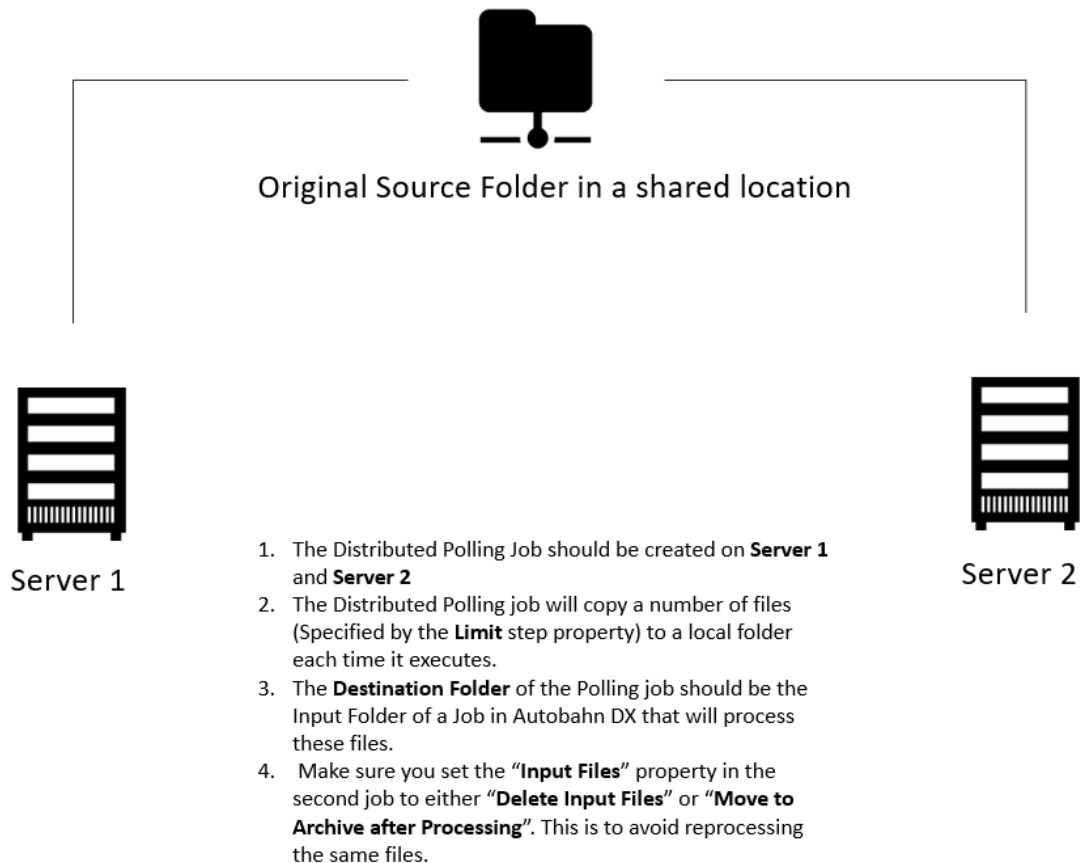 Original Source Folder in a shared location
Server 1
Server 2
1. The Distributed Polling Job should be created on Server 1
and Server 2
2. The Distributed Polling job will copy a number of files
(Specified by the Limit step property) to a local folder
each time it executes.
3. The Destination Folder of the Polling job should be the
Input Folder of a Job in Autobahn DX that will process
these files.
4. Make sure you set the “Input Files” property in the
second job to either “Delete Input Files” or “Move to
Archive after Processing”. This is to avoid reprocessing
the same files.